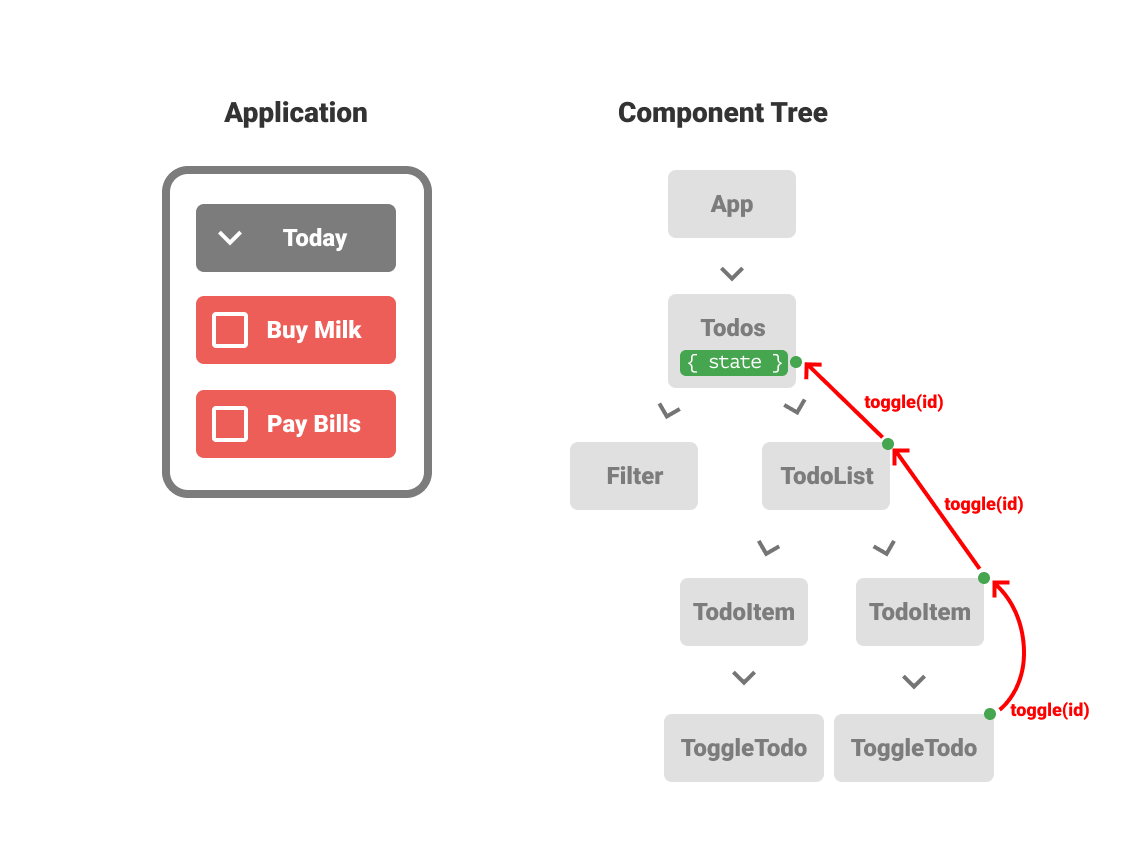 Application
Today
Buy Milk
Pay Bills
Component Tree
App
Todos
{ state }
toggle(id)
Filter
TodoList
toggle(id)
TodoItem
TodoItem
toggle(id)
ToggleTodo
ToggleTodo